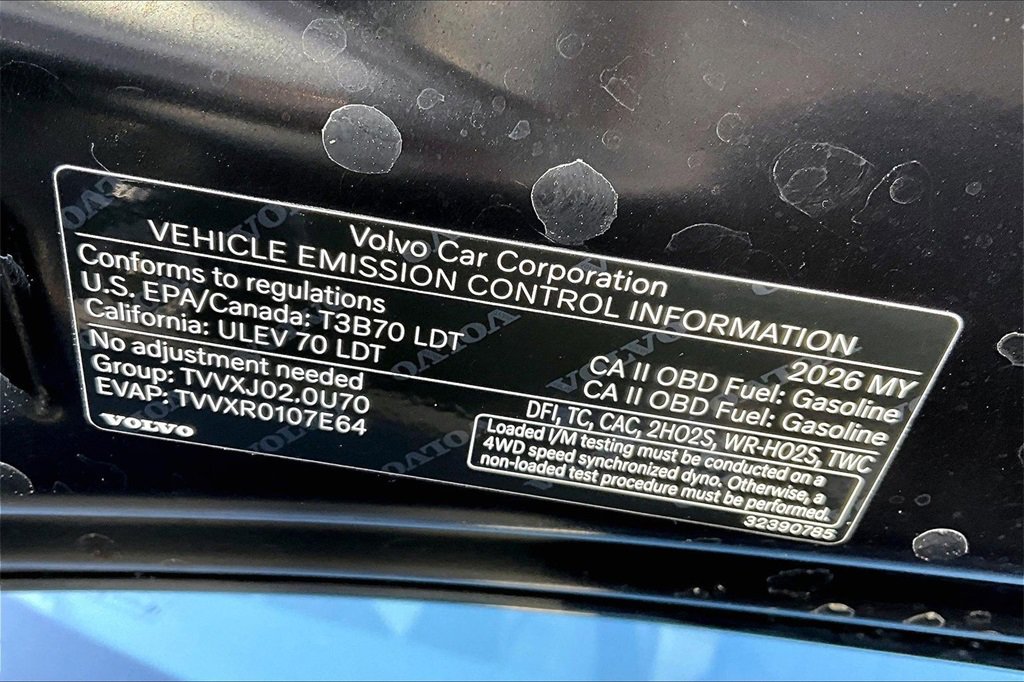 Volvo Car Corporation
VEHICLE EMISSION CONTROL INFORMATION
Conforms to regulations
2026 MY
U.S. EPA/Canada: T3B70 LDT
CA II OBD Fuel: Gasoline
California: ULEV 70 LDT
CA II OBD Fuel: Gasoline
No adjustment needed
Group: TVVXJ02.0U70
DFI, TC, CAC, 2HO2S, WR-HO2S, TWC
EVAP: TVVXR0107E64
Loaded I/M testing must be conducted on a
4WD speed synchronized dyno. Otherwise, a
non-loaded test procedure must be performed.
VOLVO
32390785